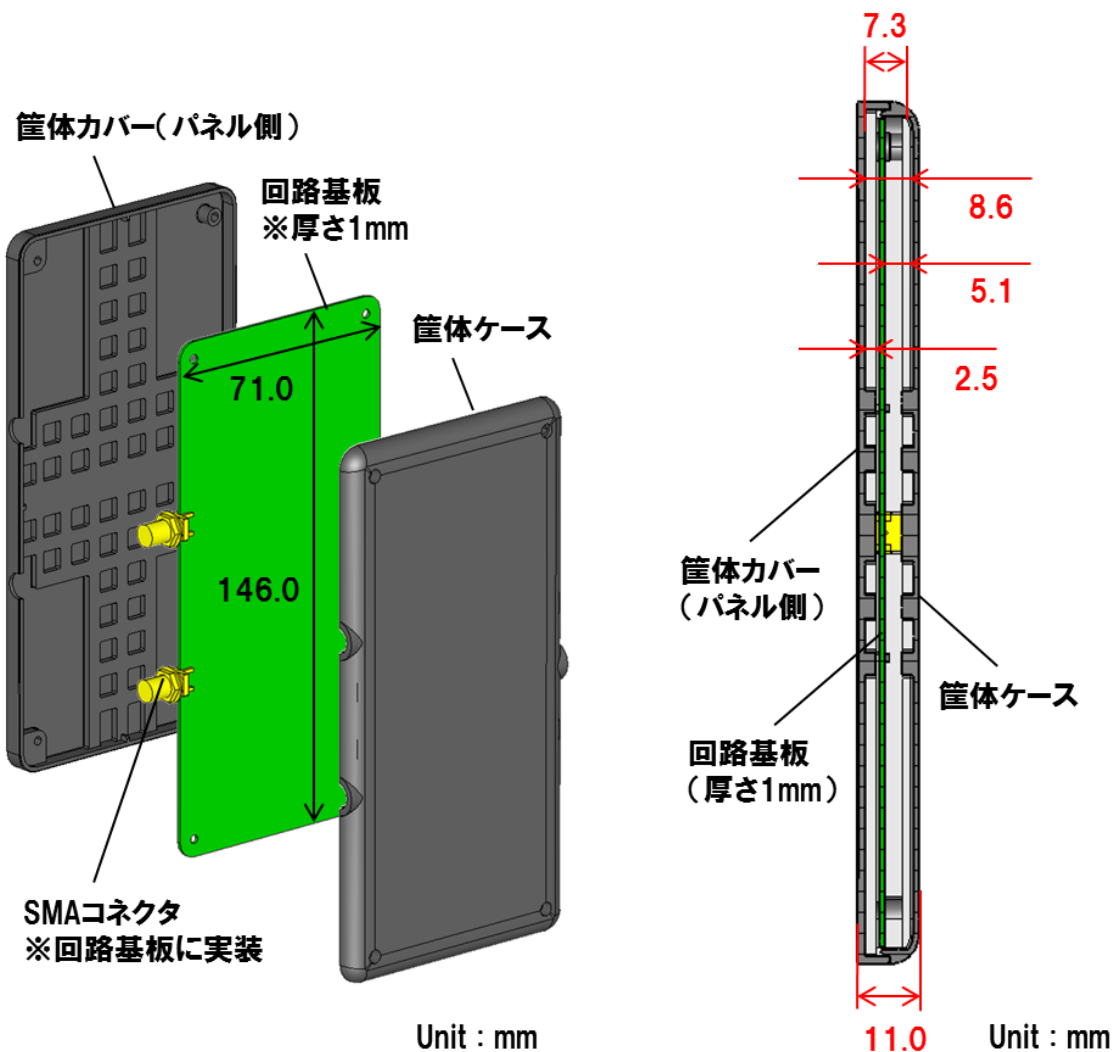 筐体カバー（パネル側）
回路基板
※厚さ1mm
筐体ケース
71.0
146.0
SMAコネクタ
※回路基板に実装
Unit : mm
7.3
8.6
5.1
2.5
筐体カバー
（パネル側）
筐体ケース
回路基板
（厚さ1mm）
11.0
Unit : mm